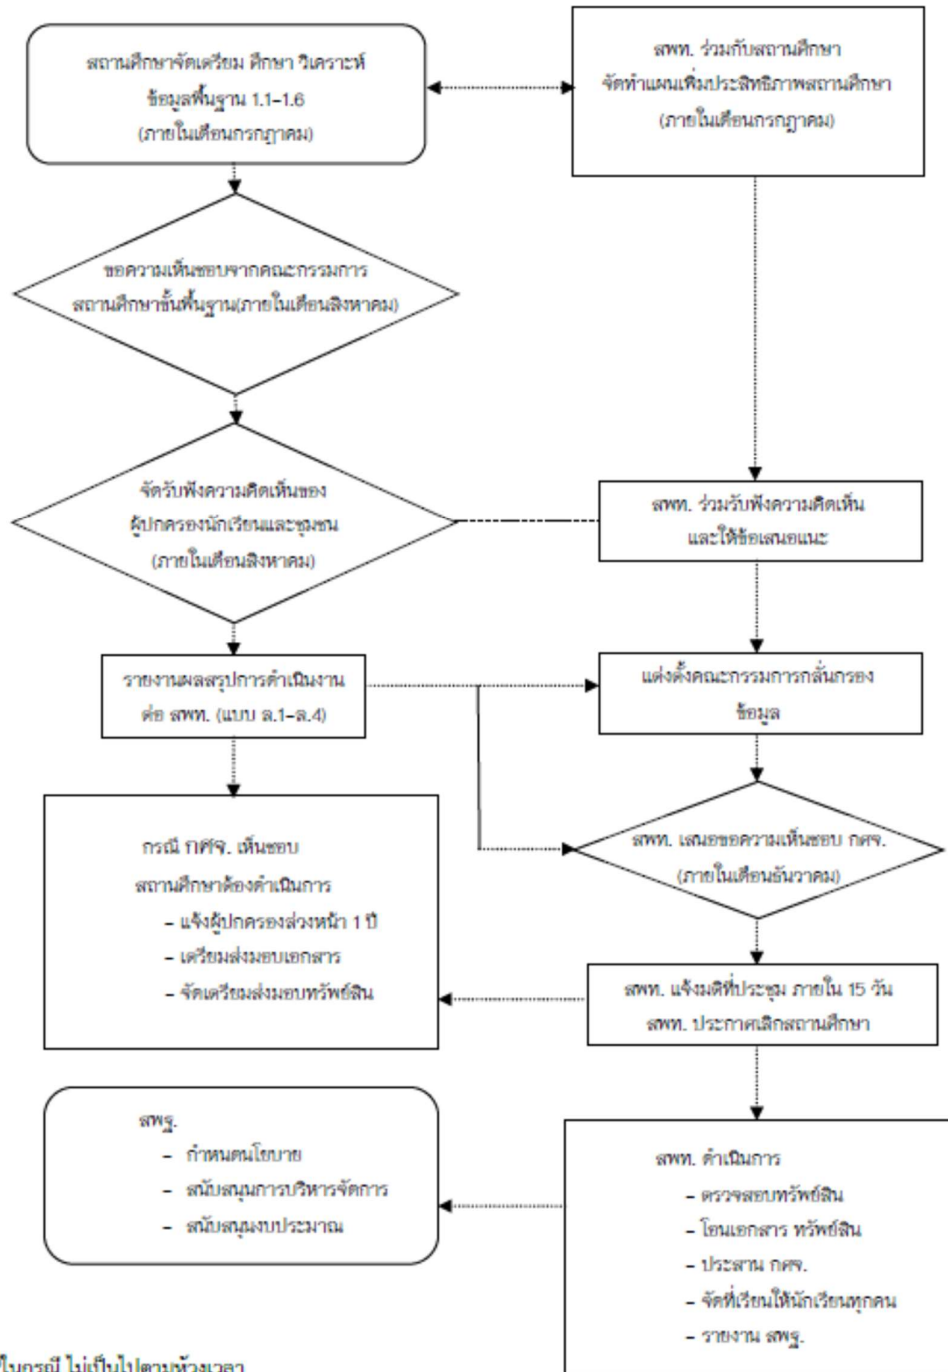 สถานศึกษาจัดเตรียม ศึกษา วิเคราะห์
ข้อมูลพื้นฐาน 1.1-1.6
(ภายในเดือนกรกฎาคม)
สพท. ร่วมกับสถานศึกษา
จัดทำแผนเพิ่มประสิทธิภาพสถานศึกษา
(ภายในเดือนกรกฎาคม)
ขอความเห็นชอบจากคณะกรรมการ
สถานศึกษาขั้นพื้นฐาน(ภายในเดือนสิงหาคม)
จัดรับฟังความคิดเห็นของ
ผู้ปกครองนักเรียนและชุมชน
(ภายในเดือนสิงหาคม)
สพท. ร่วมรับฟังความคิดเห็น
และให้ข้อเสนอแนะ
รายงานผลสรุปการดำเนินงาน
ต่อ สพท. (แบบ ล.1-ล.4)
แต่งตั้งคณะกรรมการกลั่นกรอง
ข้อมูล
สพท. เสนอขอความเห็นชอบ กศจ.
(ภายในเดือนธันวาคม)
กรณี กศจ. เห็นชอบ
สถานศึกษาต้องดำเนินการ
- แจ้งผู้ปกครองล่วงหน้า 1 ปี
- เตรียมส่งมอบเอกสาร
- จัดเตรียมส่งมอบทรัพย์สิน
สพท. แจ้งมติที่ประชุม ภายใน 15 วัน
สพท. ประกาศเลิกสถานศึกษา
สพฐ.
- กำหนดนโยบาย
- สนับสนุนการบริหารจัดการ
- สนับสนุนงบประมาณ
สพท. ดำเนินการ
- ตรวจสอบทรัพย์สิน
- โอนเอกสาร ทรัพย์สิน
- ประสาน กศจ.
- จัดที่เรียนให้นักเรียนทุกคน
- รายงาน สพฐ.
ในกรณี ไม่เป็นไปตามห้วงเวลา